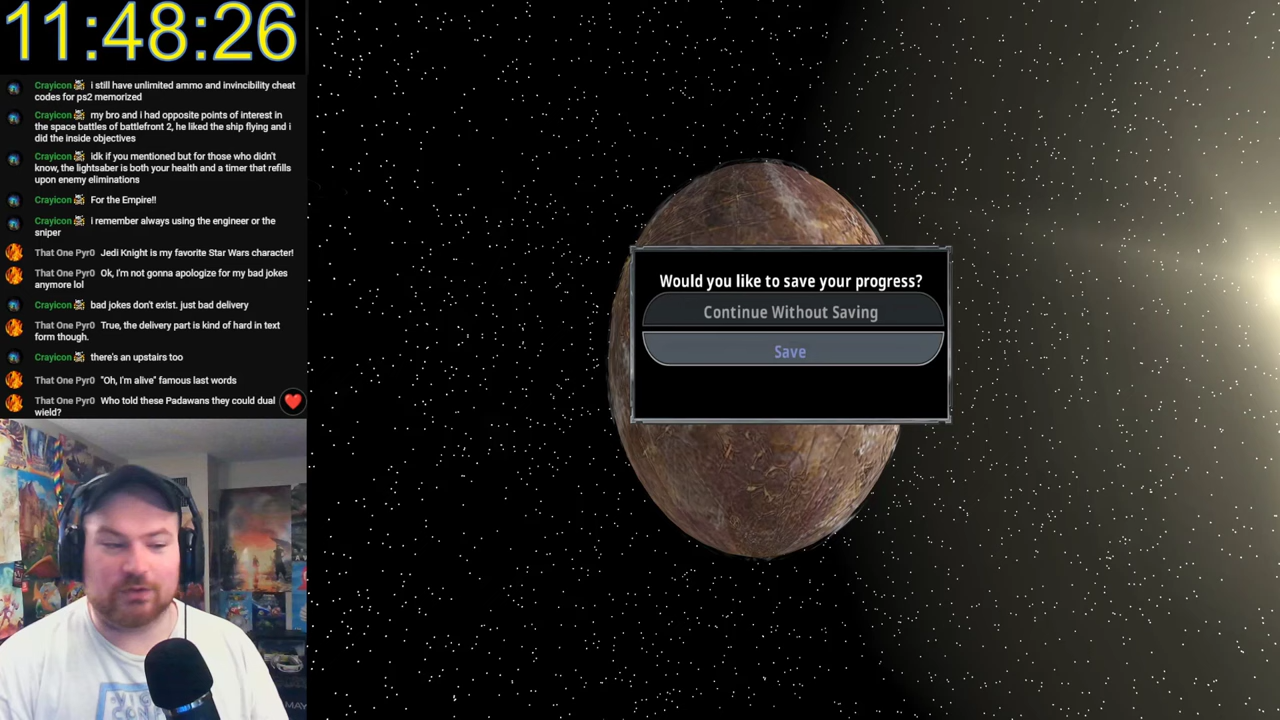 11:48:26
Crayicon i still have unlimited ammo and invincibility cheat
codes for ps2 memorized
Crayicon my bro and i had opposite points of interest in
the space battles of battlefront 2, he liked the ship flying and i
did the inside objectives
Crayicon idk if you mentioned but for those who didn't
know, the lightsaber is both your health and a timer that refills
upon enemy eliminations
Crayicon For the Empire!!
Crayicon i remember always using the engineer or the
sniper
That One Pyr0 Jedi Knight is my favorite Star Wars character!
That One Pyr0 Ok, I'm not gonna apologize for my bad jokes
anymore lol
Crayicon bad jokes don't exist. just bad delivery
That One Pyr0 True, the delivery part is kind of hard in text
form though.
Crayicon there's an upstairs too
That One Pyr0 "Oh, I'm alive" famous last words
That One Pyr0 Who told these Padawans they could dual
wield?
Would you like to save your progress?
Continue Without Saving
Save